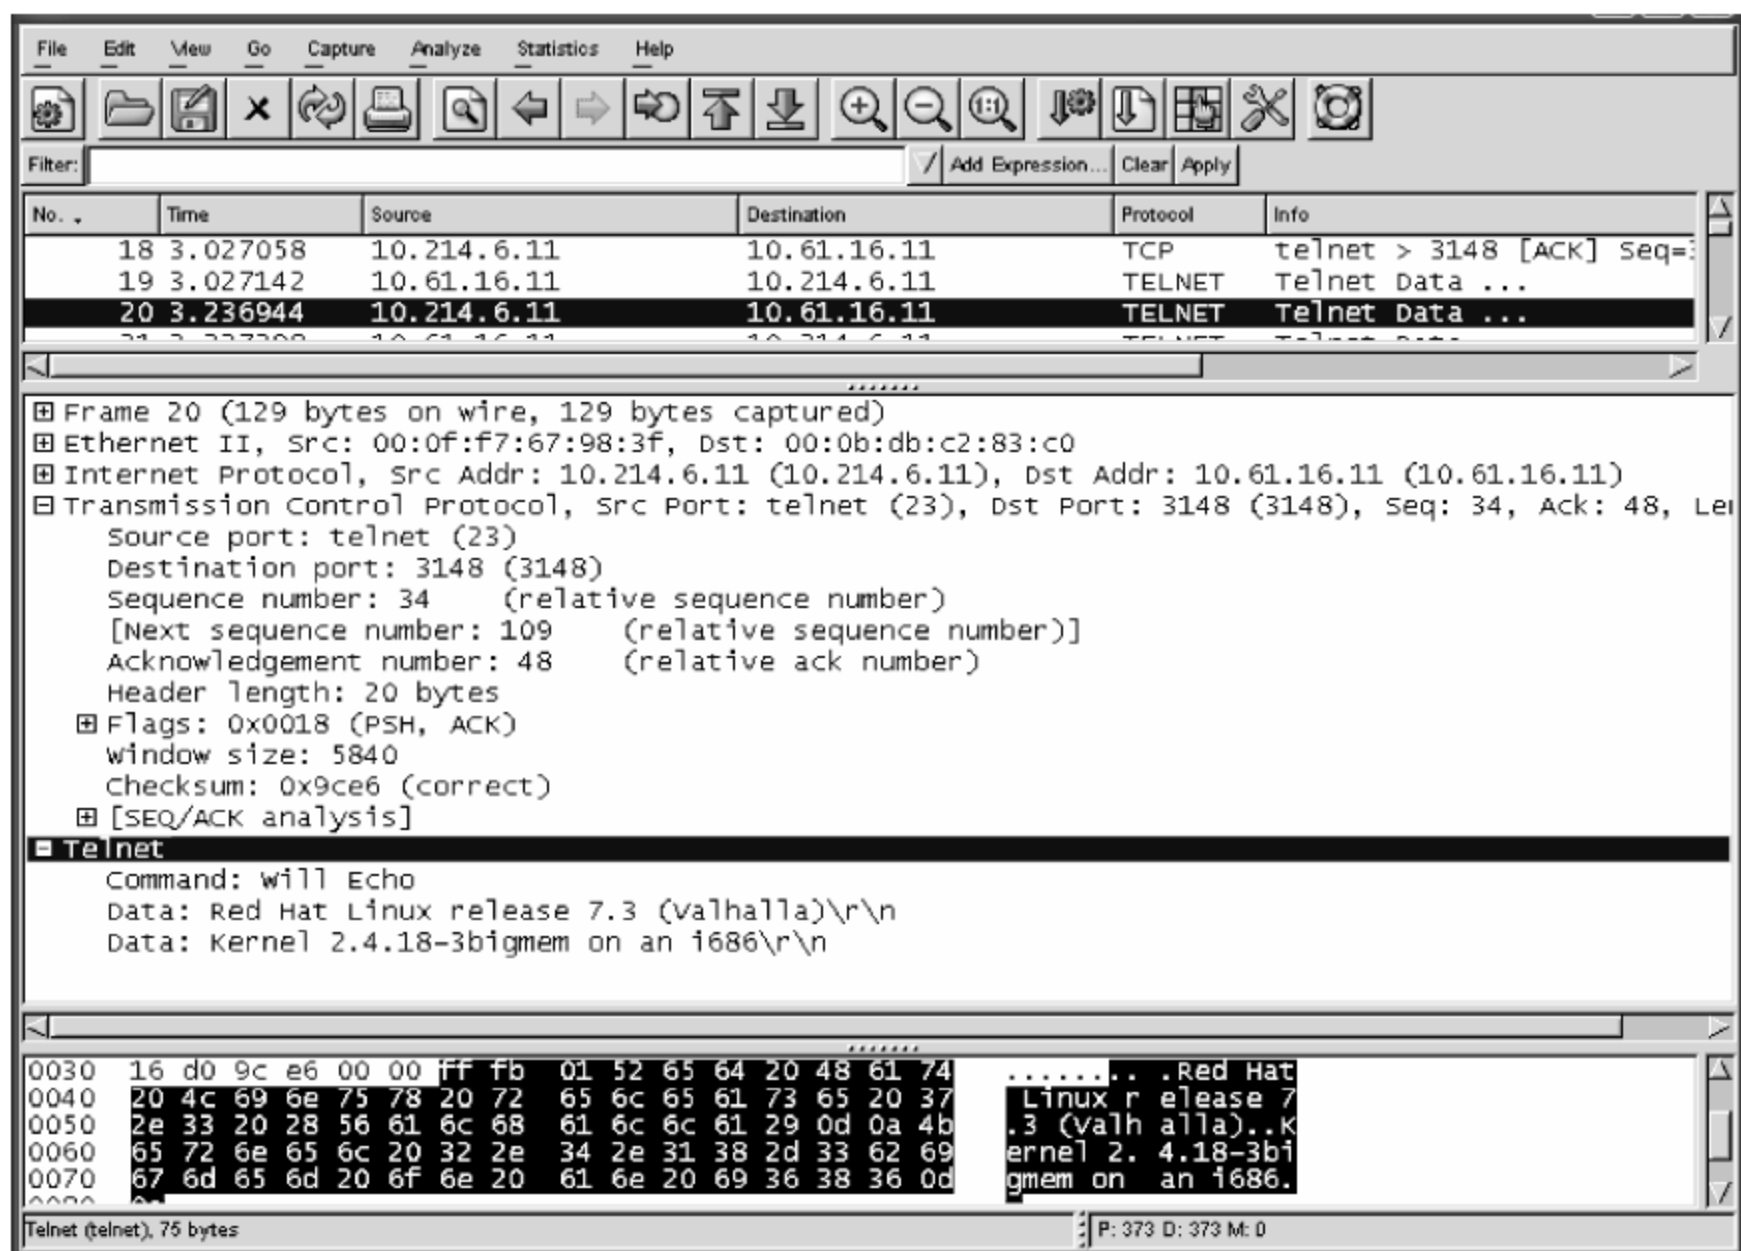 File Edit View Go Capture Analyze Statistics Help
1:1
Filter: Add Expression... Clear Apply
No. Time Source Destination Protocol Info
18 3.027058 10.214.6.11 10.61.16.11 TCP telnet > 3148 [ACK] Seq=
19 3.027142 10.61.16.11 10.214.6.11 TELNET Telnet Data ...
20 3.236944 10.214.6.11 10.61.16.11 TELNET Telnet Data ...
Frame 20 (129 bytes on wire, 129 bytes captured)
Ethernet II, Src: 00:0f:f7:67:98:3f, Dst: 00:0b:db:c2:83:c0
Internet Protocol, Src Addr: 10.214.6.11 (10.214.6.11), Dst Addr: 10.61.16.11 (10.61.16.11)
Transmission Control Protocol, Src Port: telnet (23), Dst Port: 3148 (3148), Seq: 34, Ack: 48, Le
Source port: telnet (23)
Destination port: 3148 (3148)
Sequence number: 34 (relative sequence number)
[Next sequence number: 109 (relative sequence number)]
Acknowledgement number: 48 (relative ack number)
Header length: 20 bytes
Flags: 0x0018 (PSH, ACK)
Window size: 5840
Checksum: 0x9ce6 (correct)
[SEQ/ACK analysis]
Telnet
Command: Will Echo
Data: Red Hat Linux release 7.3 (Valhalla)\r\n
Data: Kernel 2.4.18-3bigmem on an i686\r\n
0030 16 d0 9c e6 00 00 ff fb 01 52 65 64 20 48 61 74 ........ .Red Hat
0040 20 4c 69 6e 75 78 20 72 65 6c 65 61 73 65 20 37 Linux r elease 7
0050 2e 33 20 28 56 61 6c 68 61 6c 6c 61 29 0d 0a 4b .3 (Valh alla)..K
0060 65 72 6e 65 6c 20 32 2e 34 2e 31 38 2d 33 62 69 ernel 2. 4.18-3bi
0070 67 6d 65 6d 20 6f 6e 20 61 6e 20 69 36 38 36 0d gmem on an i686.
Telnet (telnet), 75 bytes P: 373 D: 373 M: 0